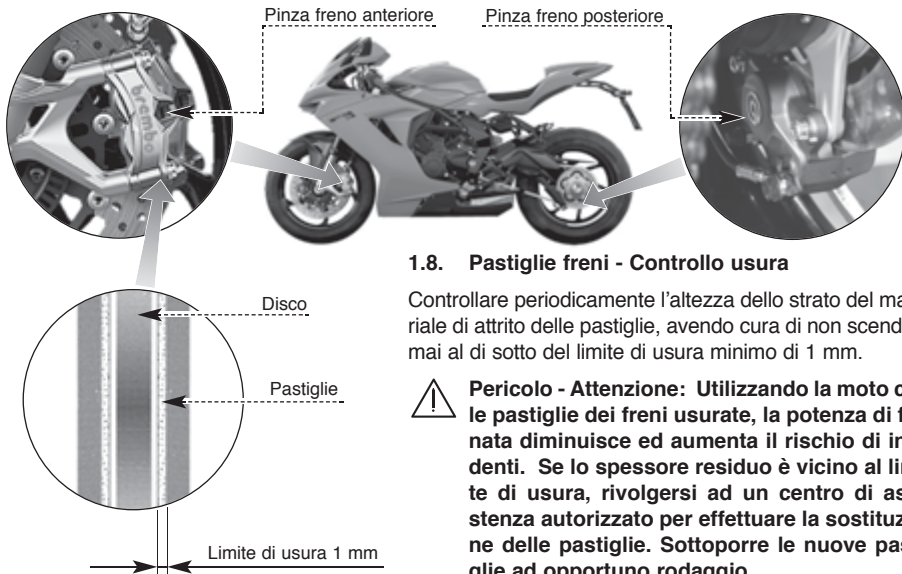 Pinza freno anteriore
Pinza freno posteriore
brembo
1.8. Pastiglie freni - Controllo usura
Controllare periodicamente l'altezza dello strato del ma
riale di attrito delle pastiglie, avendo cura di non scend
mai al di sotto del limite di usura minimo di 1 mm.
Disco
Pastiglie
Limite di usura 1 mm
Pericolo - Attenzione: Utilizzando la moto c
le pastiglie dei freni usurate, la potenza di f
nata diminuisce ed aumenta il rischio di in
denti. Se lo spessore residuo è vicino al li
te di usura, rivolgersi ad un centro di as
stenza autorizzato per effettuare la sostituz
ne delle pastiglie. Sottoporre le nuove pas
glie ad opportuno rodaggio